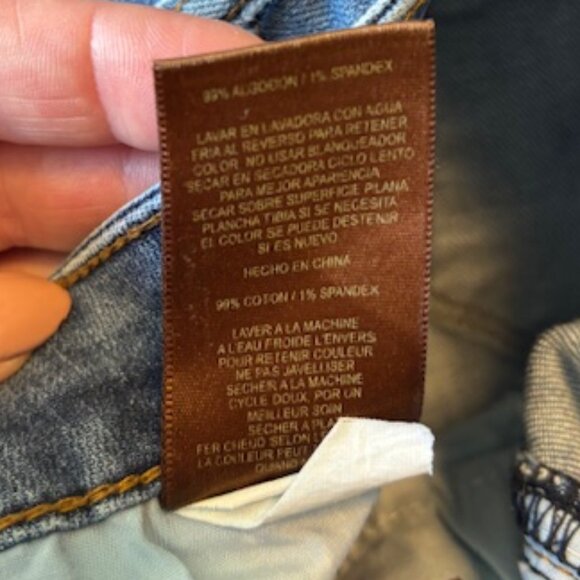 99% ALGODON / 1% SPANDEX
LAVAR EN LAVADORA CON AGUA
FRIA AL REVERSO PARA RETENER
COLOR NO USAR BLANQUEADOR
SECAR EN SECADORA CICLO LENTO
PARA MEJOR APARIENCIA
SECAR SOBRE SUPERFICIE PLANA
PLANCHA TIBIA SI SE NECESITA
EL COLOR SE PUEDE DESTENIR
SI ES NUEVO
HECHO EN CHINA
99% COTON / 1% SPANDEX
LAVER A LA MACHINE
A L'EAU FROIDE L'ENVERS
POUR RETENIR COULEUR
NE PAS JAVELLISER
SECHER A LA MACHINE
CYCLE DOUX, POR UN
MEILLEUR SOIN
SECHER A PLA
FER CHEUD SELON L
LA COULEUR PEUT
QUAND